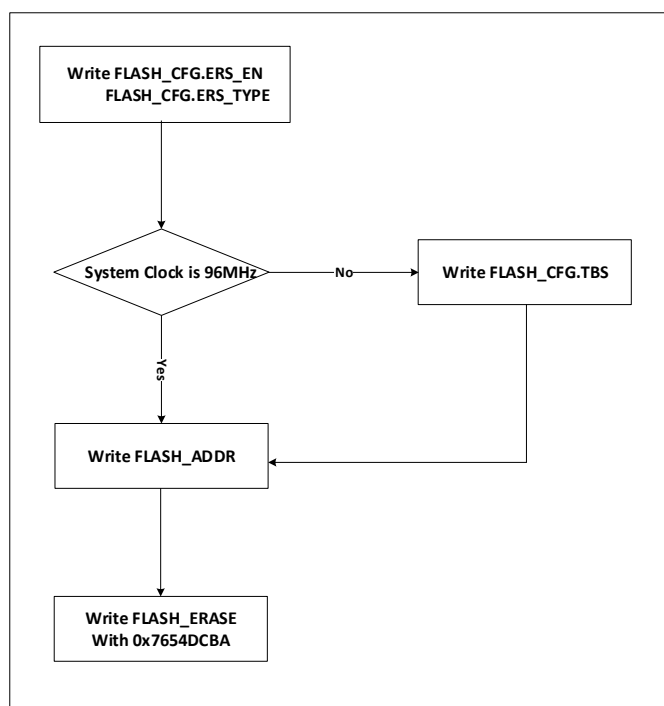 Write FLASH_CFG.ERS_EN
FLASH_CFG.ERS_TYPE
System Clock is 96MHz
No
Write FLASH_CFG.TBS
Yes
Write FLASH_ADDR
Write FLASH_ERASE
With 0x7654DCBA